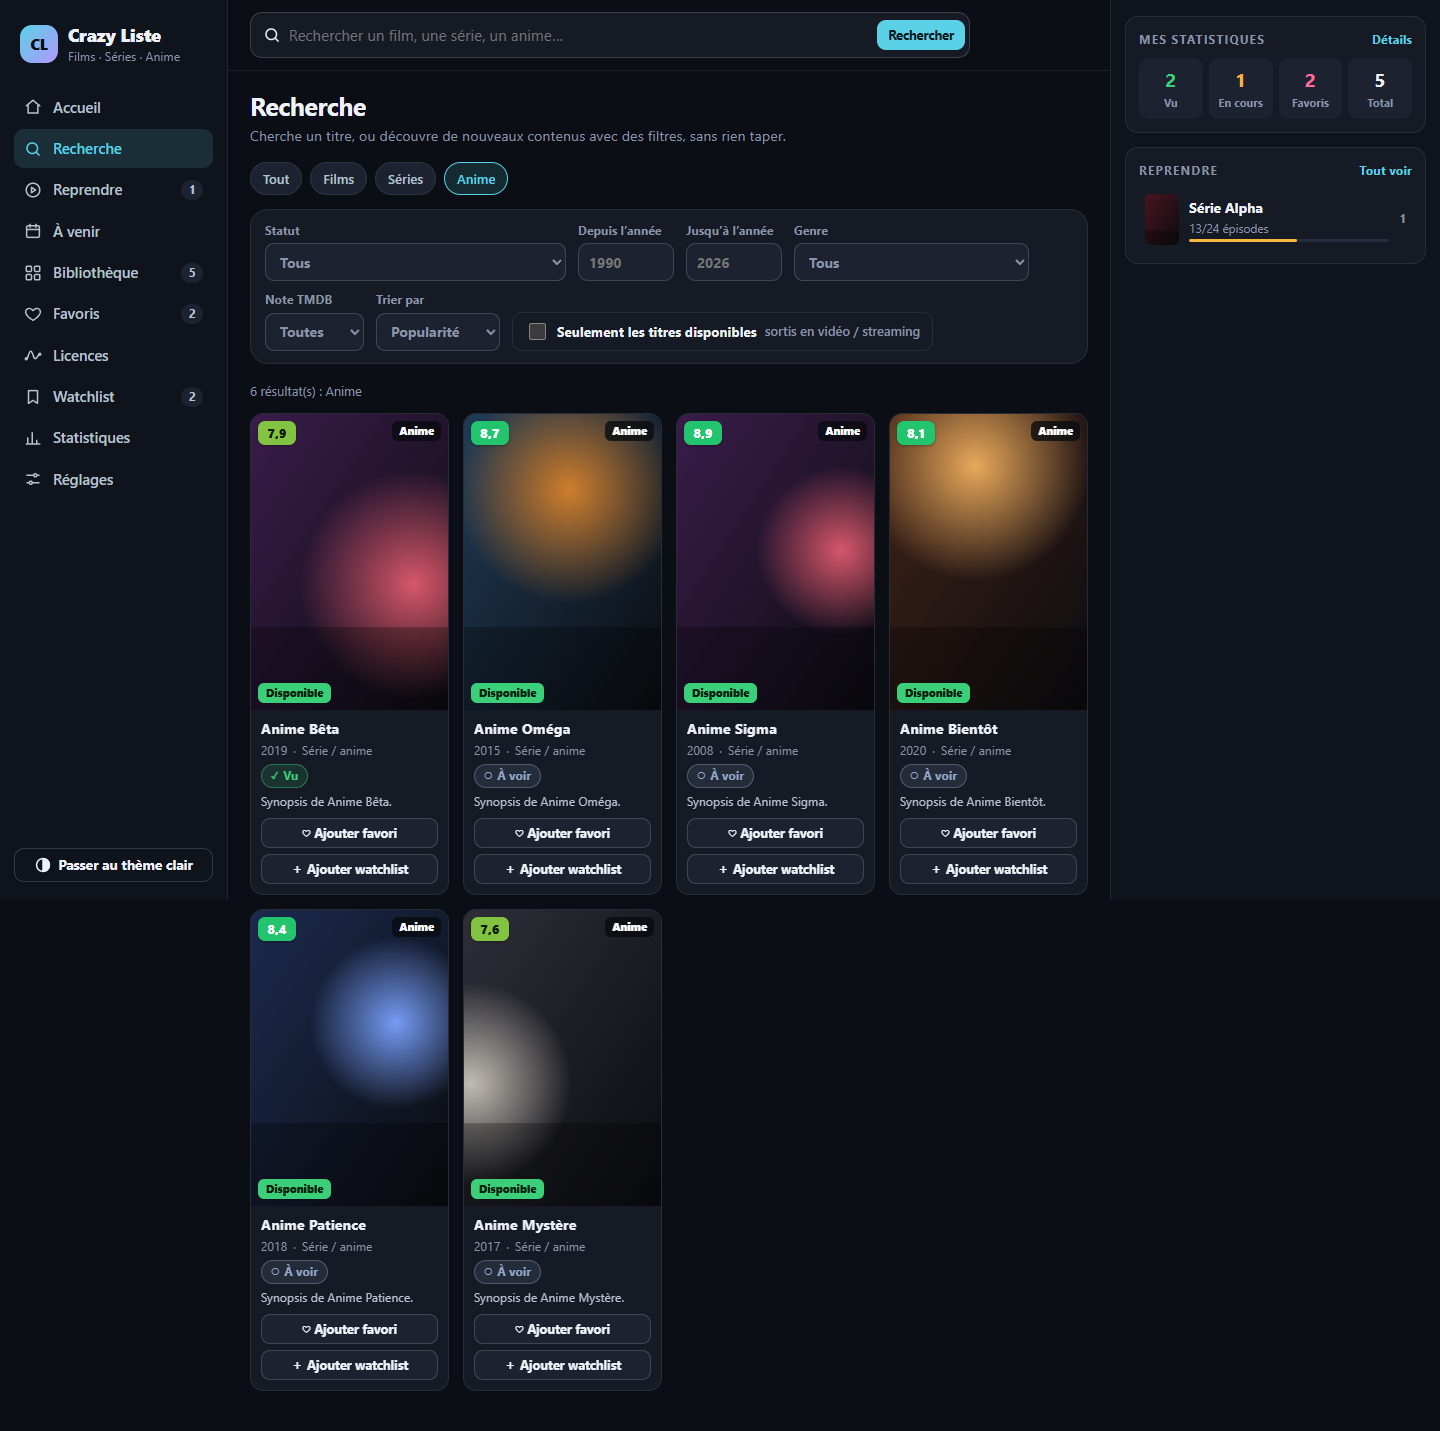 CL
Crazy Liste
Films · Séries · Anime
Accueil
Recherche
Reprendre 1
À venir
Bibliothèque 5
Favoris 2
Licences
Watchlist 2
Statistiques
Réglages
Passer au thème clair
Rechercher un film, une série, un anime...
Rechercher
Recherche
Cherche un titre, ou découvre de nouveaux contenus avec des filtres, sans rien taper.
Tout Films Séries Anime
Statut Depuis l'année Jusqu'à l'année Genre
Tous 1990 2026 Tous
Note TMDB Trier par
Toutes Popularité Seulement les titres disponibles sortis en vidéo / streaming
6 résultat(s) : Anime
7,9 Anime
Disponible
Anime Bêta
2019 · Série / anime
✓ Vu
Synopsis de Anime Bêta.
♡ Ajouter favori
+ Ajouter watchlist
8,7 Anime
Disponible
Anime Oméga
2015 · Série / anime
○ À voir
Synopsis de Anime Oméga.
♡ Ajouter favori
+ Ajouter watchlist
8,9 Anime
Disponible
Anime Sigma
2008 · Série / anime
○ À voir
Synopsis de Anime Sigma.
♡ Ajouter favori
+ Ajouter watchlist
8,1 Anime
Disponible
Anime Bientôt
2020 · Série / anime
○ À voir
Synopsis de Anime Bientôt.
♡ Ajouter favori
+ Ajouter watchlist
8,4 Anime
Disponible
Anime Patience
2018 · Série / anime
○ À voir
Synopsis de Anime Patience.
♡ Ajouter favori
+ Ajouter watchlist
7,6 Anime
Disponible
Anime Mystère
2017 · Série / anime
○ À voir
Synopsis de Anime Mystère.
♡ Ajouter favori
+ Ajouter watchlist
MES STATISTIQUES Détails
2 1 2 5
Vu En cours Favoris Total
REPRENDRE Tout voir
Série Alpha
13/24 épisodes
1